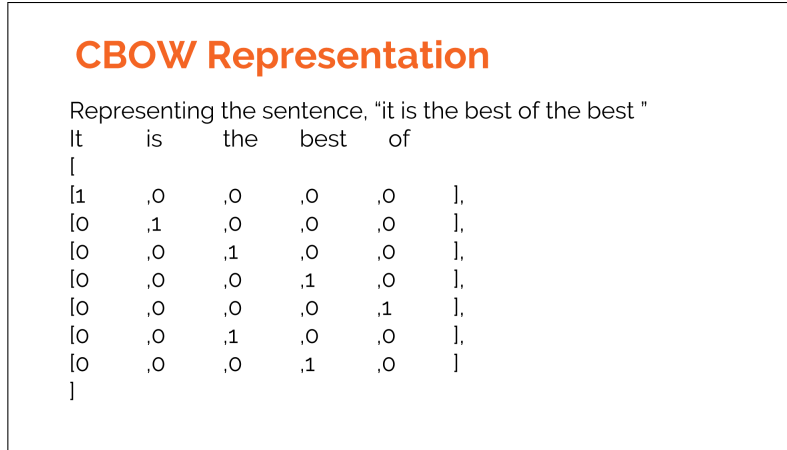 CBOW Representation
Representing the sentence, “it is the best of the best ”
It is the best of
[
[1 ,0 ,0 ,0 ,0 ],
[0 ,1 ,0 ,0 ,0 ],
[0 ,0 ,1 ,0 ,0 ],
[0 ,0 ,0 ,1 ,0 ],
[0 ,0 ,0 ,0 ,1 ],
[0 ,0 ,1 ,0 ,0 ],
[0 ,0 ,0 ,1 ,0 ]
]